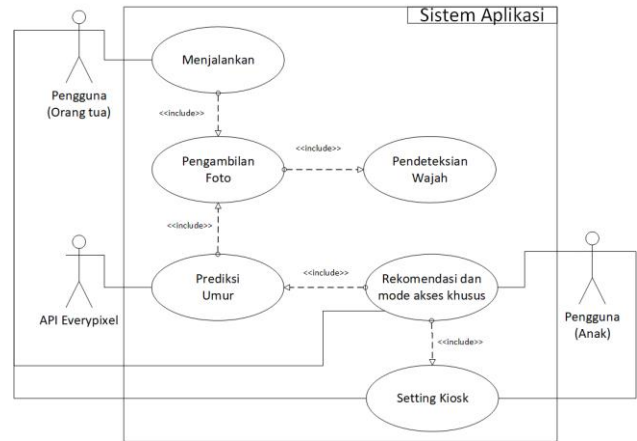 Sistem Aplikasi
Menjalankan
Pengguna
(Orang tua)
<<include>>
Pengambilan
Foto
<<include>>
Pendeteksian
Wajah
<<include>>
API Everypixel
Prediksi
Umur
<<include>>
Rekomendasi dan
mode akses khusus
Pengguna
(Anak)
<<include>>
Setting Kiosk